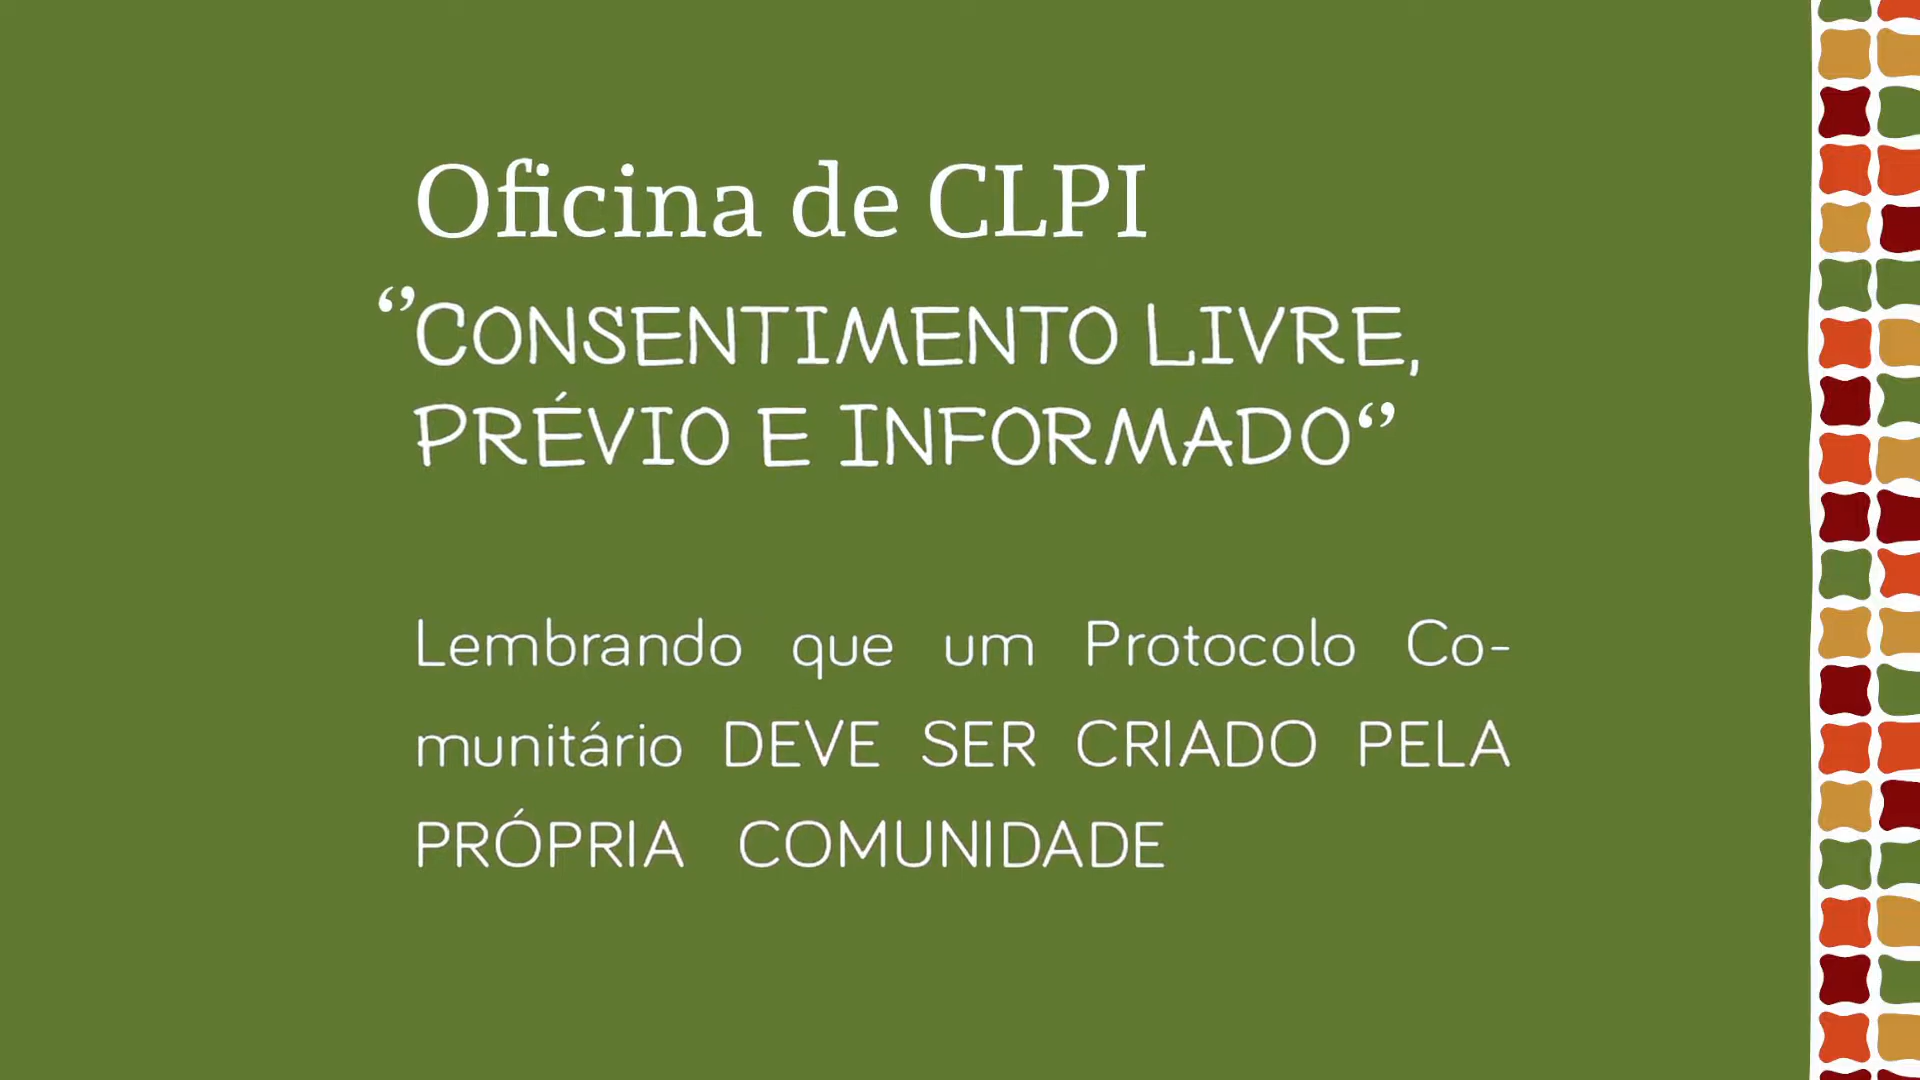 Oficina de CLPI
‘’CONSENTIMENTO LIVRE,
PRÉVIO E INFORMADO‘’
Lembrando que um Protocolo Co-
munitário DEVE SER CRIADO PELA
PRÓPRIA COMUNIDADE